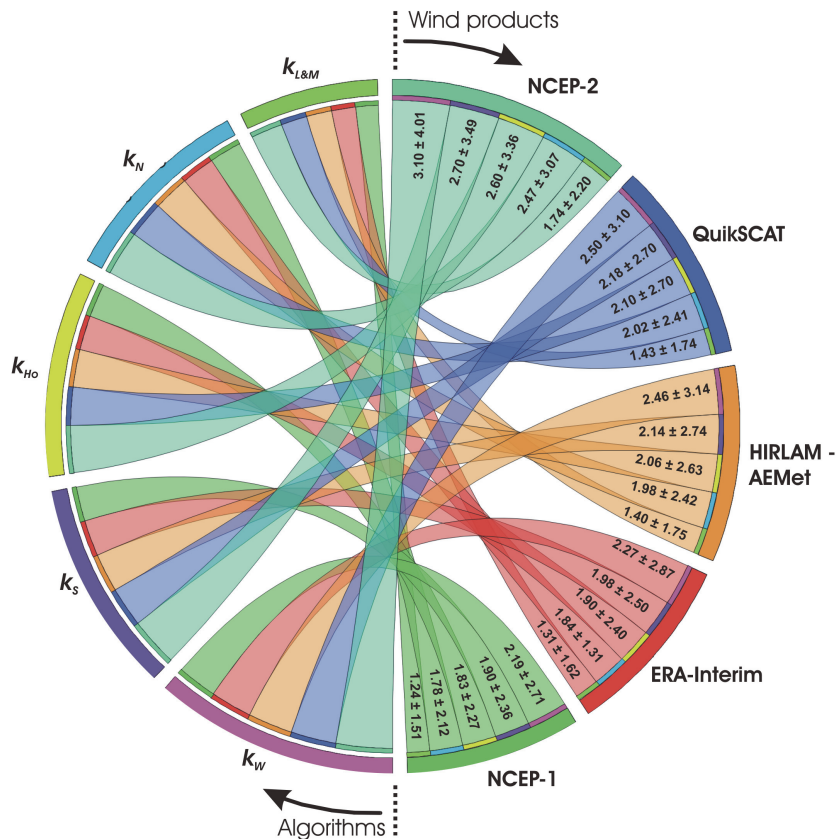 Wind products
NCEP-2
3.10 ± 4.01
2.70 ± 3.49
2.60 ± 3.36
2.47 ± 3.07
1.74 ± 2.20
QuikSCAT
2.50 ± 3.10
2.18 ± 2.70
2.10 ± 2.70
2.02 ± 2.41
1.43 ± 1.74
HIRLAM -
AEMet
2.46 ± 3.14
2.14 ± 2.74
2.06 ± 2.63
1.98 ± 2.42
1.40 ± 1.75
ERA-Interim
2.27 ± 2.87
1.98 ± 2.50
1.90 ± 2.40
1.84 ± 1.31
1.31 ± 1.62
NCEP-1
2.19 ± 2.71
1.90 ± 2.36
1.83 ± 2.27
1.78 ± 2.12
1.24 ± 1.51
Algorithms
k_W
k_S
k_Ho
k_N
k_L&M